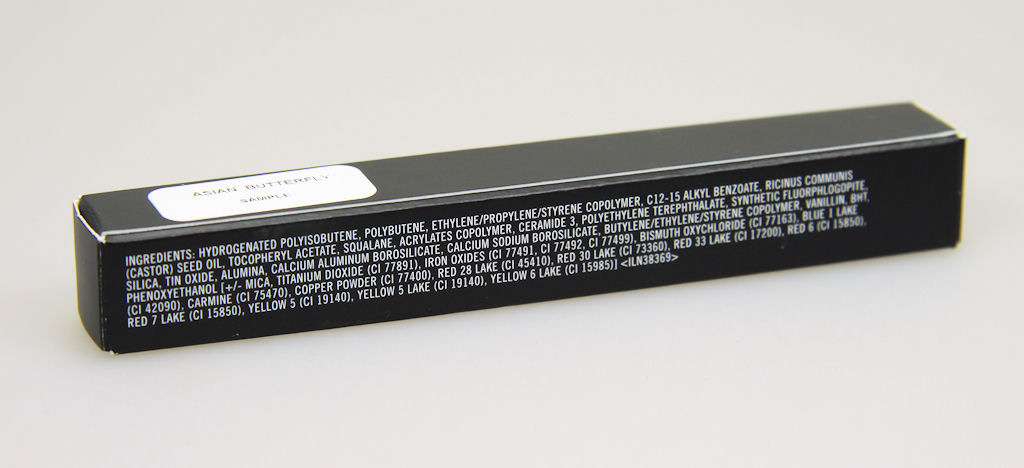 ASIAN BUTTERFLY
SAMPLE
INGREDIENTS: HYDROGENATED POLYISOBUTENE, POLYBUTENE, ETHYLENE/PROPYLENE/STYRENE COPOLYMER, C12-15 ALKYL BENZOATE, RICINUS COMMUNIS
(CASTOR) SEED OIL, TOCOPHERYL ACETATE, SQUALANE, ACRYLATES COPOLYMER, CERAMIDE 3, POLYETHYLENE TEREPHTHALATE, SYNTHETIC FLUORPHLOGOPITE,
SILICA, TIN OXIDE, ALUMINA, CALCIUM ALUMINUM BOROSILICATE, CALCIUM SODIUM BOROSILICATE, BUTYLENE/ETHYLENE/STYRENE COPOLYMER, VANILLIN, BHT,
PHENOXYETHANOL [+/- MICA, TITANIUM DIOXIDE (CI 77891), IRON OXIDES (CI 77491, CI 77492, CI 77499), BISMUTH OXYCHLORIDE (CI 77163), BLUE 1 LAKE
(CI 42090), CARMINE (CI 75470), COPPER POWDER (CI 77400), RED 28 LAKE (CI 45410), RED 30 LAKE (CI 73360), RED 33 LAKE (CI 17200), RED 6 (CI 15850),
RED 7 LAKE (CI 15850), YELLOW 5 (CI 19140), YELLOW 5 LAKE (CI 19140), YELLOW 6 LAKE (CI 15985)] <ILN38369>